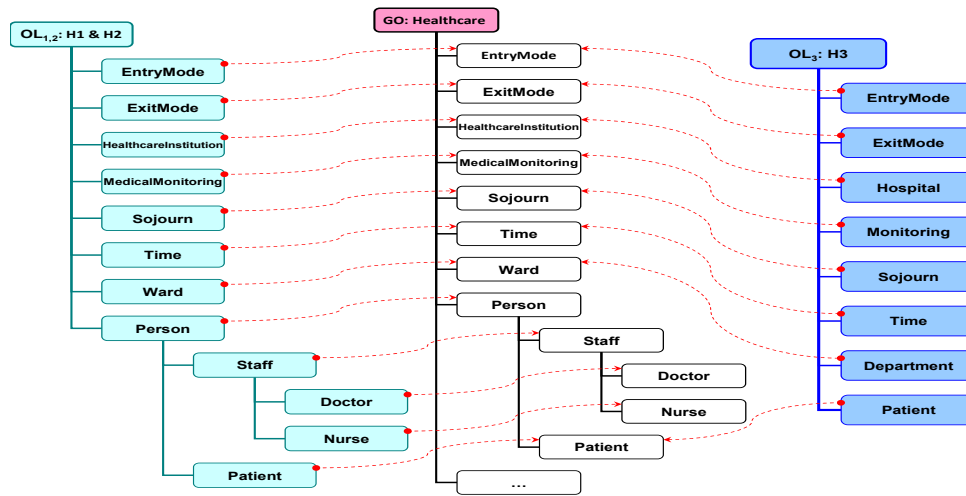 OL1,2: H1 & H2
EntryMode
ExitMode
HealthcareInstitution
MedicalMonitoring
Sojourn
Time
Ward
Person
Staff
Doctor
Nurse
Patient
GO: Healthcare
EntryMode
ExitMode
HealthcareInstitution
MedicalMonitoring
Sojourn
Time
Ward
Person
Staff
Doctor
Nurse
Patient
...
OL3: H3
EntryMode
ExitMode
Hospital
Monitoring
Sojourn
Time
Department
Patient